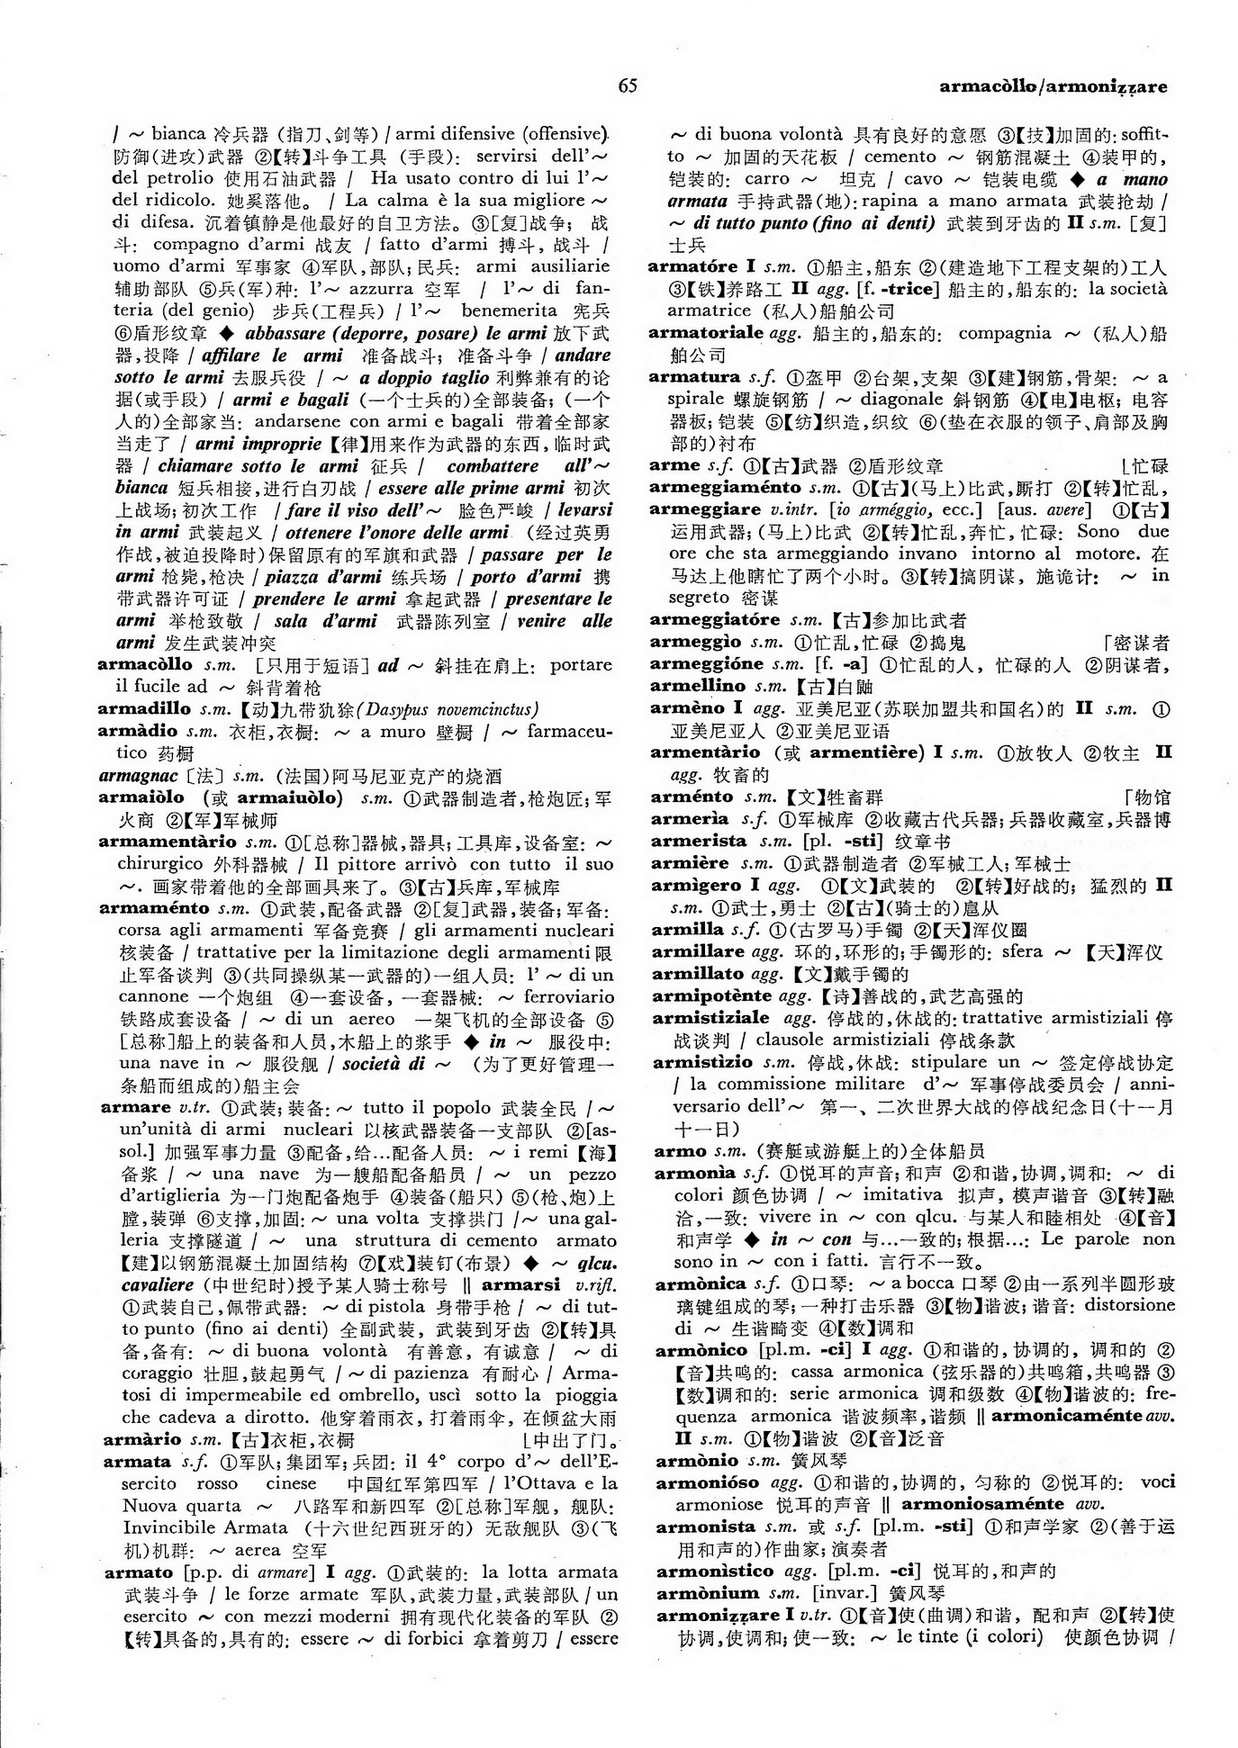 65
armacòllo/armoniẓẓare
/ ～ bianca 冷兵器 (指刀、剑等) / armi difensive (offensive)
防御(进攻)武器 ②【转】斗争工具 (手段): servirsi dell'～
del petrolio 使用石油武器 / Ha usato contro di lui l'～
del ridicolo. 她奚落他。 / La calma è la sua migliore ～
di difesa. 沉着镇静是他最好的自卫方法。③[复]战争; 战
斗: compagno d'armi 战友 / fatto d'armi 搏斗,战斗 /
uomo d'armi 军事家 ④军队,部队;民兵: armi ausiliarie
辅助部队 ⑤兵(军)种: l'～ azzurra 空军 / l'～ di fan-
teria (del genio) 步兵(工程兵) / l'～ benemerita 宪兵
⑥盾形纹章 ◆ abbassare (deporre, posare) le armi 放下武
器,投降 / affilare le armi 准备战斗; 准备斗争 / andare
sotto le armi 去服兵役 / ～ a doppio taglio 利弊兼有的论
据(或手段) / armi e bagali (一个士兵的)全部装备; (一个
人的)全部家当: andarsene con armi e bagali 带着全部家
当走了 / armi improprie 【律】用来作为武器的东西,临时武
器 / chiamare sotto le armi 征兵 / combattere all'～
bianca 短兵相接,进行白刃战 / essere alle prime armi 初次
上战场;初次工作 / fare il viso dell'～ 脸色严峻 / levarsi
in armi 武装起义 / ottenere l'onore delle armi (经过英勇
作战,被迫投降时)保留原有的军旗和武器 / passare per le
armi 枪毙,枪决 / piazza d'armi 练兵场 / porto d'armi 携
带武器许可证 / prendere le armi 拿起武器 / presentare le
armi 举枪致敬 / sala d'armi 武器陈列室 / venire alle
armi 发生武装冲突
armacòllo s.m. [只用于短语] ad ～ 斜挂在肩上: portare
il fucile ad ～ 斜背着枪
armadillo s.m.【动】九带犰狳(Dasypus novemcinctus)
armàdio s.m. 衣柜,衣橱: ～ a muro 壁橱 / ～ farmaceu-
tico 药橱
armagnac〔法〕s.m. (法国)阿马尼亚克产的烧酒
armaiòlo (或 armaiuòlo) s.m. ①武器制造者,枪炮匠; 军
火商 ②【军】军械师
armamentàrio s.m. ①[总称]器械,器具;工具库,设备室: ～
chirurgico 外科器械 / Il pittore arrivò con tutto il suo
～. 画家带着他的全部画具来了。③【古】兵库,军械库
armaménto s.m. ①武装,配备武器 ②[复]武器,装备;军备:
corsa agli armamenti 军备竞赛 / gli armamenti nucleari
核装备 / trattative per la limitazione degli armamenti 限
止军备谈判 ③(共同操纵某一武器的)一组人员: l' ～ di un
cannone 一个炮组 ④一套设备, 一套器械: ～ ferroviario
铁路成套设备 / ～ di un aereo 一架飞机的全部设备 ⑤
[总称]船上的装备和人员,木船上的浆手 ◆ in ～ 服役中:
una nave in ～ 服役舰 / società di ～ (为了更好管理一
条船而组成的)船主会
armare v.tr. ①武装; 装备: ～ tutto il popolo 武装全民 / ～
un'unità di armi nucleari 以核武器装备一支部队 ②[as-
sol.] 加强军事力量 ③配备,给…配备人员: ～ i remi【海】
备浆 / ～ una nave 为一艘船配备船员 / ～ un pezzo
d'artiglieria 为一门炮配备炮手 ④装备(船只) ⑤(枪、炮)上
膛,装弹 ⑥支撑,加固: ～ una volta 支撑拱门 / ～ una gal-
leria 支撑隧道 / ～ una struttura di cemento armato
【建】以钢筋混凝土加固结构 ⑦【戏】装钉(布景) ◆ ～ qlcu.
cavaliere (中世纪时)授予某人骑士称号 ‖ armarsi v.rifl.
①武装自己,佩带武器: ～ di pistola 身带手枪 / ～ di tut-
to punto (fino ai denti) 全副武装, 武装到牙齿 ②【转】具
备,备有: ～ di buona volontà 有善意, 有诚意 / ～ di
coraggio 壮胆,鼓起勇气 / ～ di pazienza 有耐心 / Arma-
tosi di impermeabile ed ombrello, uscì sotto la pioggia
che cadeva a dirotto. 他穿着雨衣, 打着雨伞, 在倾盆大雨
armàrio s.m.【古】衣柜,衣橱 ⌊中出了门。
armata s.f. ①军队;集团军;兵团: il 4° corpo d'～ dell'E-
sercito rosso cinese 中国红军第四军 / l'Ottava e la
Nuova quarta ～ 八路军和新四军 ②[总称]军舰, 舰队:
Invincibile Armata (十六世纪西班牙的) 无敌舰队 ③(飞
机)机群: ～ aerea 空军
armato [p.p. di armare] I agg. ①武装的: la lotta armata
武装斗争 / le forze armate 军队,武装力量,武装部队 / un
esercito ～ con mezzi moderni 拥有现代化装备的军队 ②
【转】具备的,具有的: essere ～ di forbici 拿着剪刀 / essere
～ di buona volontà 具有良好的意愿 ③【技】加固的: soffit-
to ～ 加固的天花板 / cemento ～ 钢筋混凝土 ④装甲的,
铠装的: carro ～ 坦克 / cavo ～ 铠装电缆 ◆ a mano
armata 手持武器(地): rapina a mano armata 武装抢劫 /
～ di tutto punto (fino ai denti) 武装到牙齿的 II s.m. [复]
士兵
armatóre I s.m. ①船主,船东 ②(建造地下工程支架的)工人
③【铁】养路工 II agg. [f. -trice] 船主的,船东的: la società
armatrice (私人)船舶公司
armatoriale agg. 船主的,船东的: compagnia ～ (私人)船
舶公司
armatura s.f. ①盔甲 ②台架,支架 ③【建】钢筋,骨架: ～ a
spirale 螺旋钢筋 / ～ diagonale 斜钢筋 ④【电】电枢; 电容
器板;铠装 ⑤【纺】织造,织纹 ⑥(垫在衣服的领子、肩部及胸
部的)衬布
arme s.f. ①【古】武器 ②盾形纹章 ⌊忙碌
armeggiaménto s.m. ①【古】(马上)比武,厮打 ②【转】忙乱,
armeggiare v.intr. [io arméggio, ecc.] [aus. avere] ①【古】
运用武器;(马上)比武 ②【转】忙乱,奔忙,忙碌: Sono due
ore che sta armeggiando invano intorno al motore. 在
马达上他瞎忙了两个小时。③【转】搞阴谋, 施诡计: ～ in
segreto 密谋
armeggiatóre s.m.【古】参加比武者
armeggìo s.m. ①忙乱,忙碌 ②捣鬼 ⌈密谋者
armeggióne s.m. [f. -a] ①忙乱的人, 忙碌的人 ②阴谋者,
armellino s.m.【古】白鼬
armèno I agg. 亚美尼亚(苏联加盟共和国名)的 II s.m. ①
亚美尼亚人 ②亚美尼亚语
armentàrio (或 armentière) I s.m. ①放牧人 ②牧主 II
agg. 牧畜的
arménto s.m.【文】牲畜群 ⌈物馆
armerìa s.f. ①军械库 ②收藏古代兵器;兵器收藏室,兵器博
armerista s.m. [pl. -sti] 纹章书
armière s.m. ①武器制造者 ②军械工人;军械士
armìgero I agg. ①【文】武装的 ②【转】好战的; 猛烈的 II
s.m. ①武士,勇士 ②【古】(骑士的)扈从
armilla s.f. ①(古罗马)手镯 ②【天】浑仪圈
armillare agg. 环的,环形的;手镯形的: sfera ～ 【天】浑仪
armillato agg.【文】戴手镯的
armipotènte agg.【诗】善战的,武艺高强的
armistiziale agg. 停战的,休战的: trattative armistiziali 停
战谈判 / clausole armistiziali 停战条款
armistìzio s.m. 停战,休战: stipulare un ～ 签定停战协定
/ la commissione militare d'～ 军事停战委员会 / anni-
versario dell'～ 第一、二次世界大战的停战纪念日(十一月
十一日)
armo s.m. (赛艇或游艇上的)全体船员
armonìa s.f. ①悦耳的声音;和声 ②和谐,协调,调和: ～ di
colori 颜色协调 / ～ imitativa 拟声, 模声谐音 ③【转】融
洽,一致: vivere in ～ con qlcu. 与某人和睦相处 ④【音】
和声学 ◆ in ～ con 与…一致的;根据…: Le parole non
sono in ～ con i fatti. 言行不一致。
armònica s.f. ①口琴: ～ a bocca 口琴 ②由一系列半圆形玻
璃键组成的琴;一种打击乐器 ③【物】谐波; 谐音: distorsione
di ～ 生谐畸变 ④【数】调和
armònico [pl.m. -ci] I agg. ①和谐的,协调的, 调和的 ②
【音】共鸣的: cassa armonica (弦乐器的)共鸣箱,共鸣器 ③
【数】调和的: serie armonica 调和级数 ④【物】谐波的: fre-
quenza armonica 谐波频率,谐频 ‖ armonicaménte avv.
II s.m. ①【物】谐波 ②【音】泛音
armònio s.m. 簧风琴
armonióso agg. ①和谐的,协调的, 匀称的 ②悦耳的: voci
armoniose 悦耳的声音 ‖ armoniosaménte avv.
armonista s.m. 或 s.f. [pl.m. -sti] ①和声学家 ②(善于运
用和声的)作曲家;演奏者
armonìstico agg. [pl.m. -ci] 悦耳的,和声的
armònium s.m. [invar.] 簧风琴
armoniẓẓare I v.tr. ①【音】使(曲调)和谐, 配和声 ②【转】使
协调,使调和;使一致: ～ le tinte (i colori) 使颜色协调 /